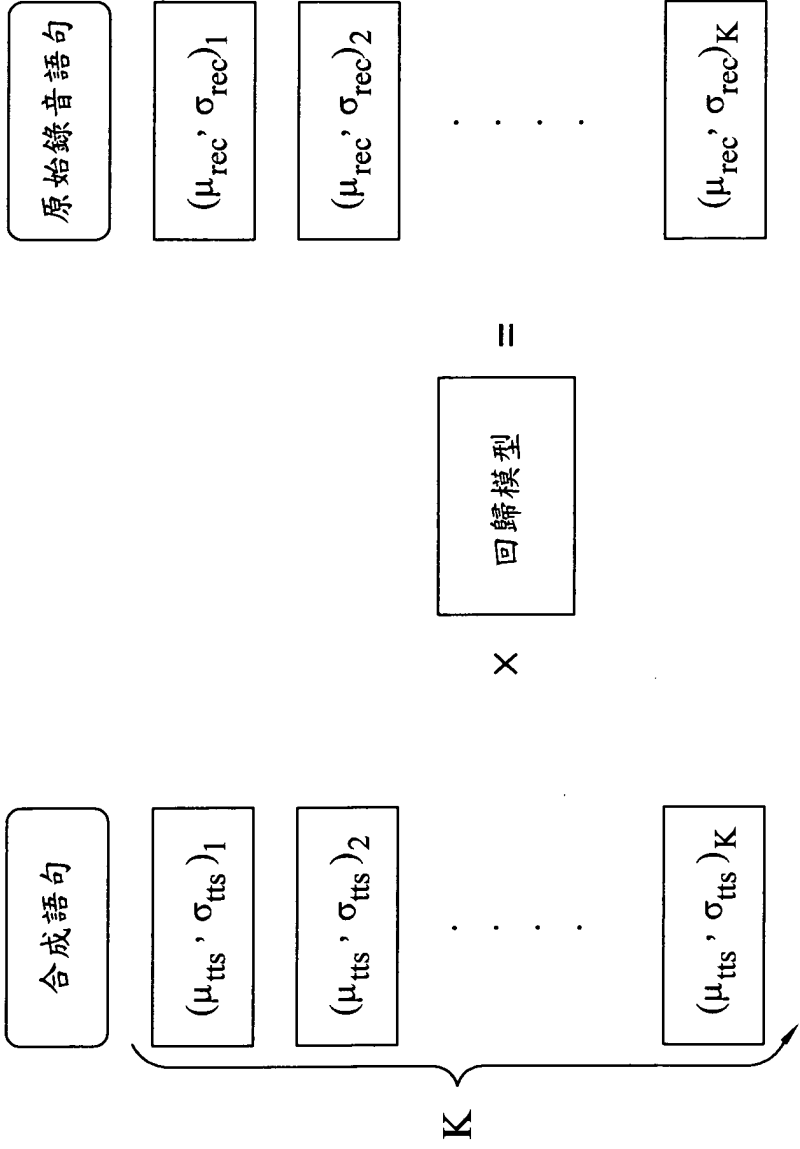 合成語句
(μtts , σtts)1
(μtts , σtts)2
. . . .
(μtts , σtts)K
K
×
回歸模型
=
原始錄音語句
(μrec, σrec)1
(μrec, σrec)2
. . . .
(μrec, σrec)K